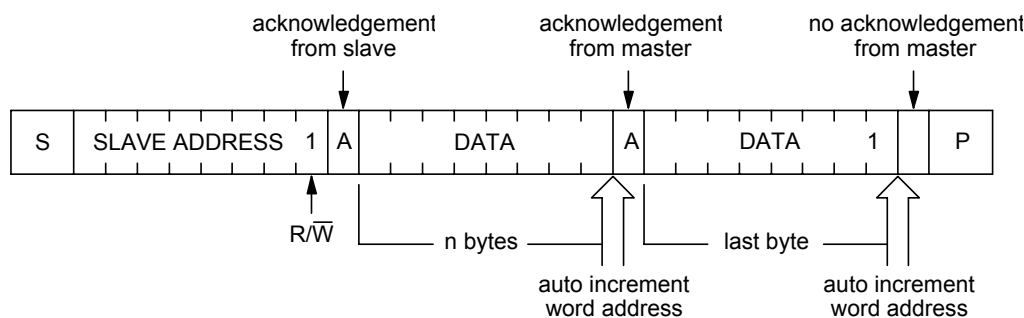 acknowledgement
from slave
acknowledgement
from master
no acknowledgement
from master
S SLAVE ADDRESS 1 A DATA A DATA 1 P
R/W̅
n bytes
last byte
auto increment
word address
auto increment
word address